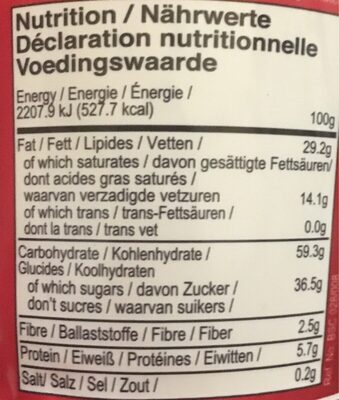 Nutrition / Nährwerte
Déclaration nutritionnelle
Voedingswaarde
Energy / Energie / Énergie /
2207.9 kJ (527.7 kcal)
100g
Fat / Fett / Lipides / Vetten / 29.2g
of which saturates / davon gesättigte Fettsäuren/
dont acides gras saturés /
waarvan verzadigde vetzuren 14.1g
of which trans / trans-Fettsäuren /
dont la trans / trans vet 0.0g
Carbohydrate / Kohlenhydrate / 59.3g
Glucides / Koolhydraten
of which sugars / davon Zucker / 36.5g
don't sucres / waarvan suikers /
Fibre / Ballaststoffe / Fibre / Fiber 2.5g
Protein / Eiweiß / Protéines / Eiwitten / 5.7g
Salt/ Salz / Sel / Zout / 0.2g